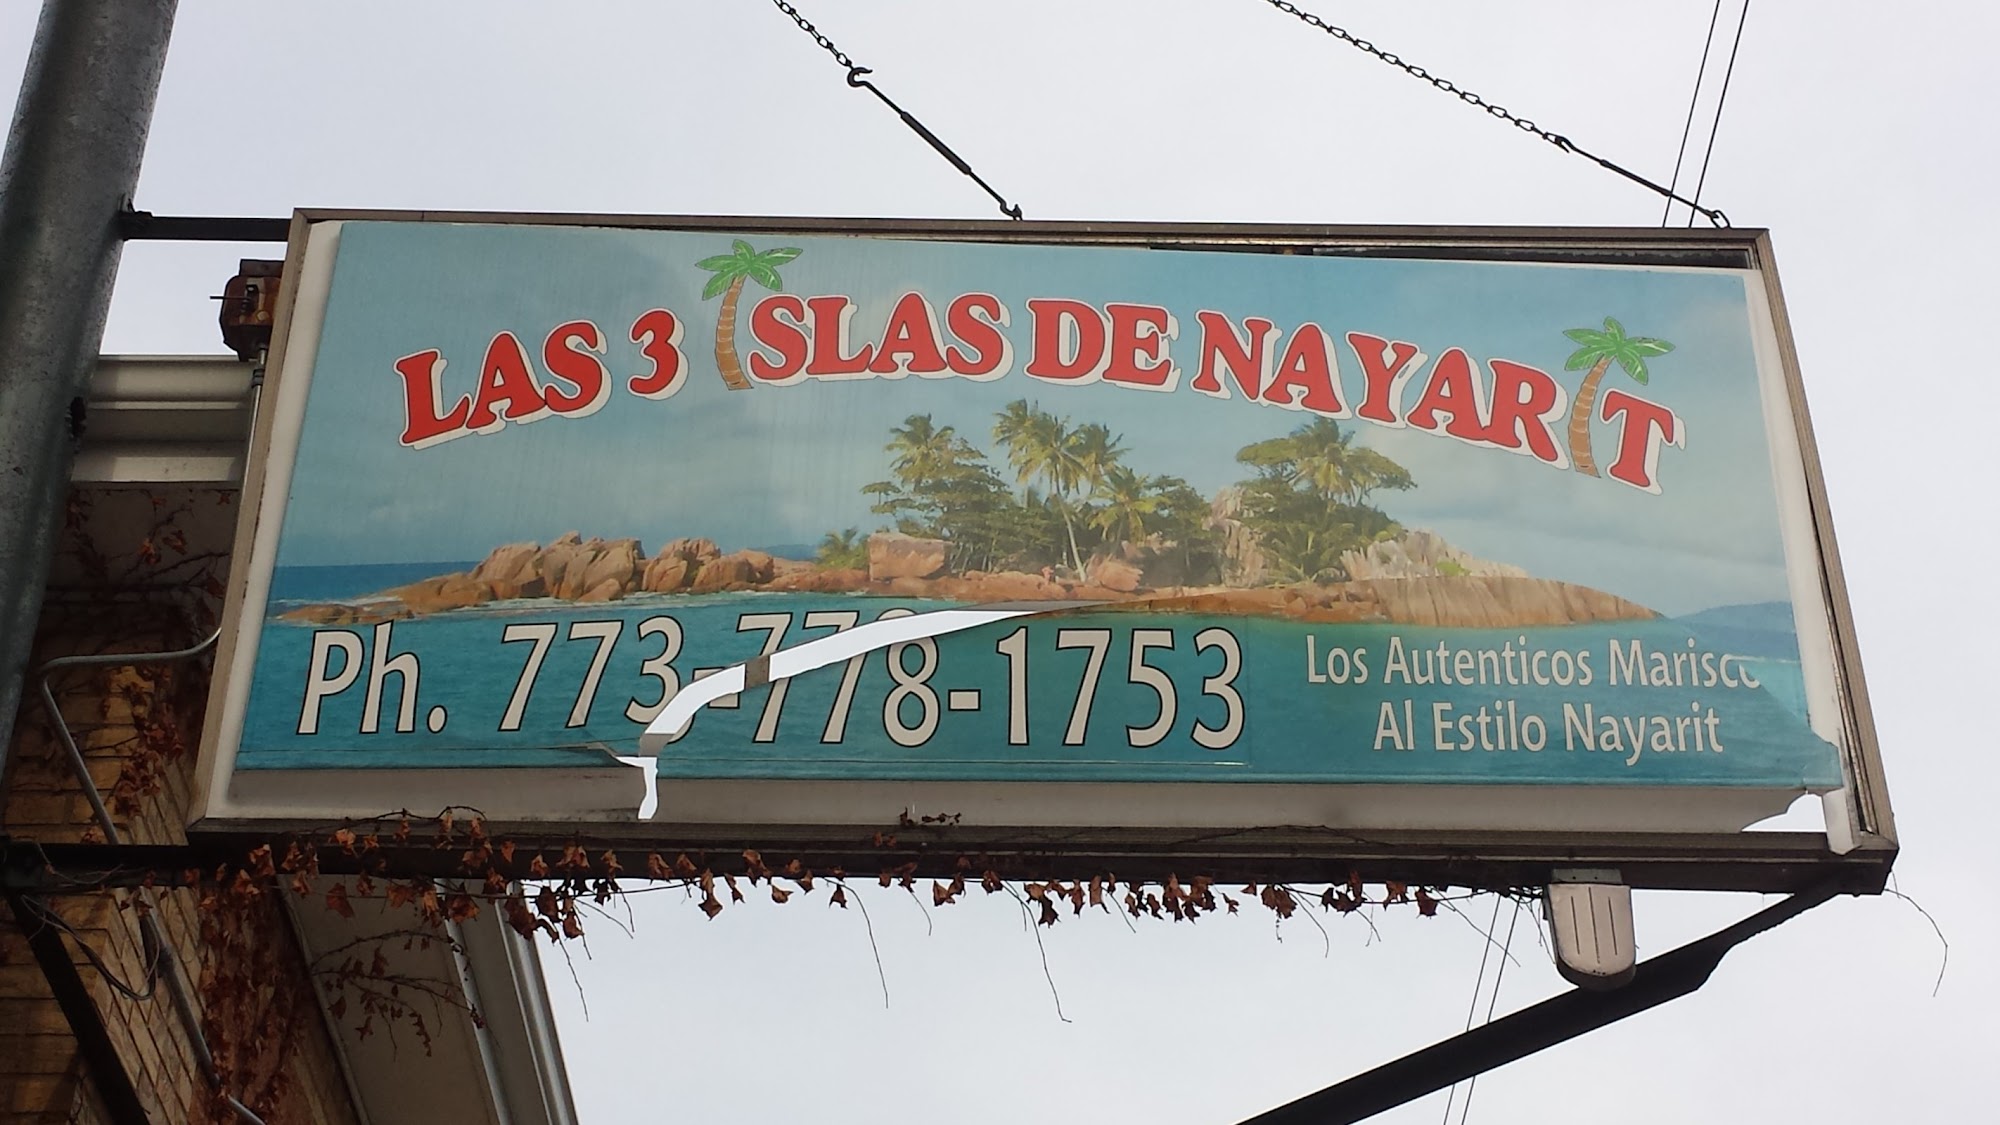 LAS 3 ISLAS DE NAYARIT
Ph. 773-778-1753
Los Autenticos Marisco
Al Estilo Nayarit